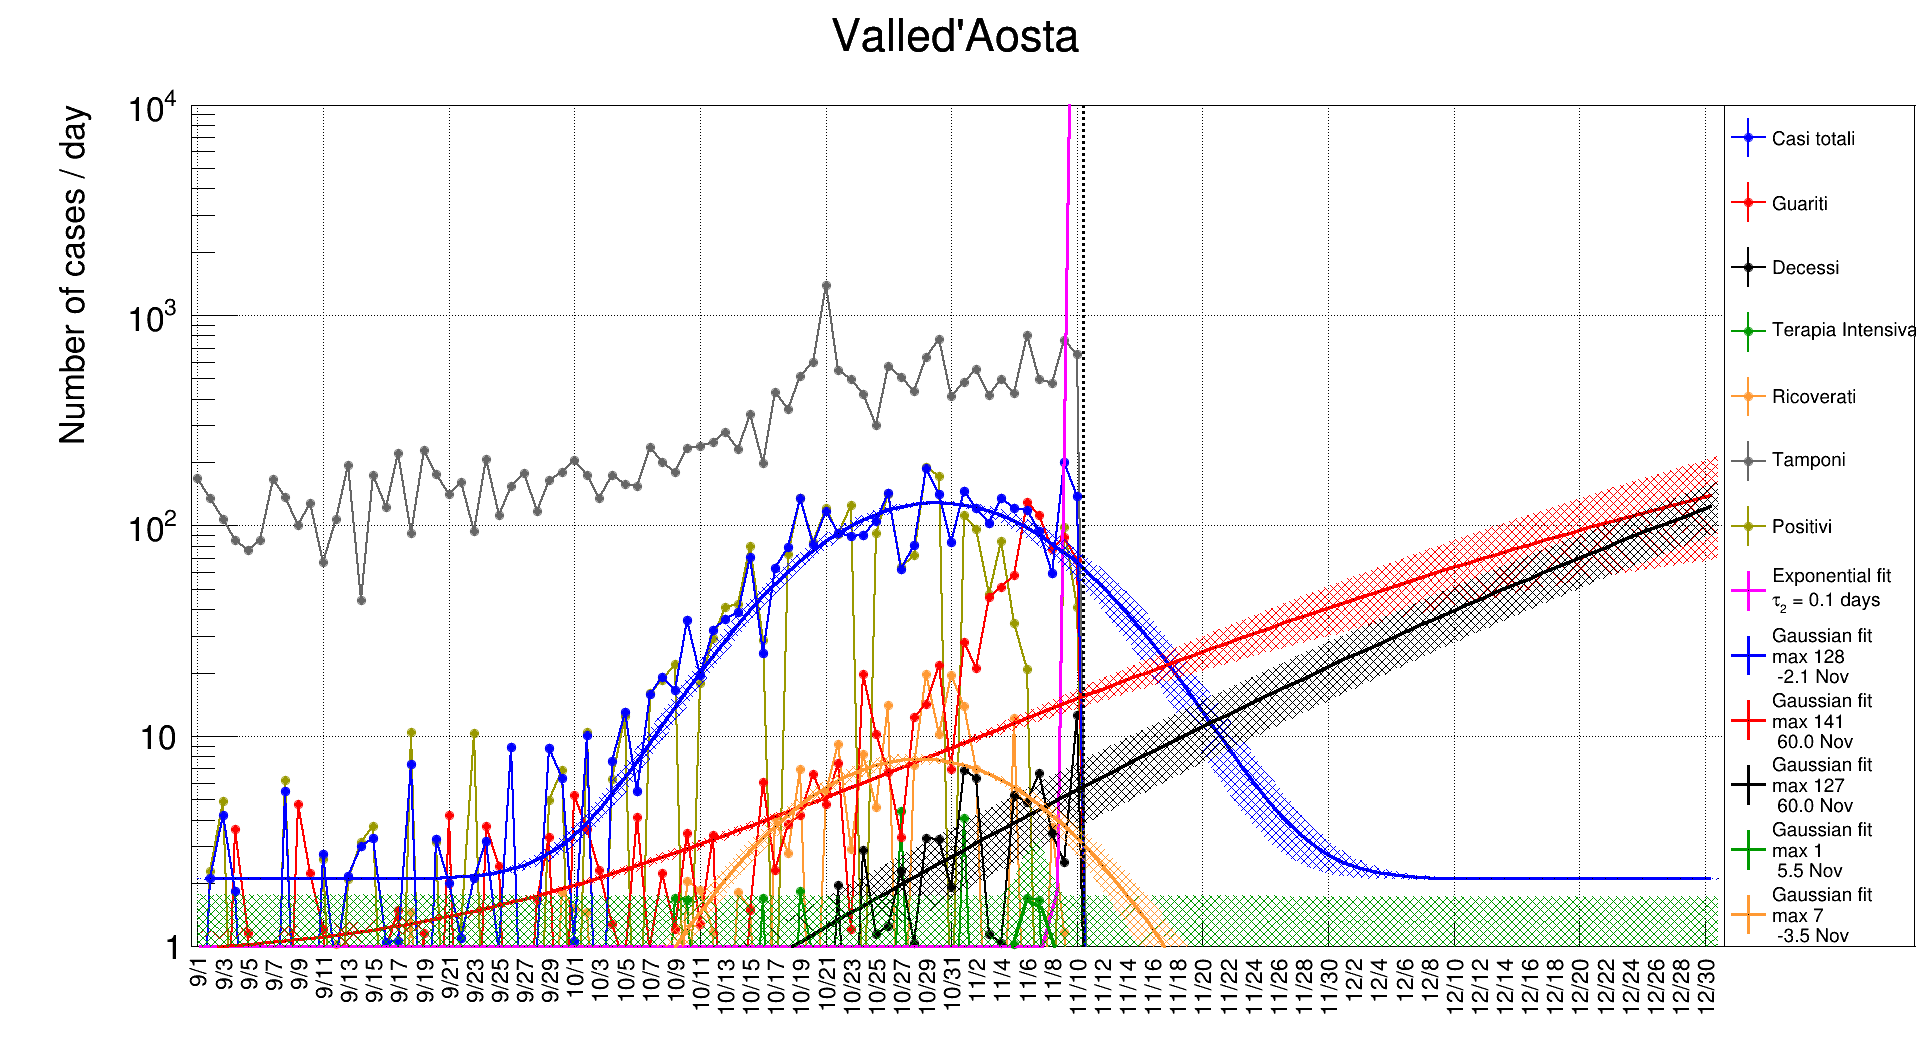 Valled'Aosta
Number of cases / day
10⁴
10³
10²
10
1
9/1
9/3
9/5
9/7
9/9
9/11
9/13
9/15
9/17
9/19
9/21
9/23
9/25
9/27
9/29
10/1
10/3
10/5
10/7
10/9
10/11
10/13
10/15
10/17
10/19
10/21
10/23
10/25
10/27
10/29
10/31
11/2
11/4
11/6
11/8
11/10
11/12
11/14
11/16
11/18
11/20
11/22
11/24
11/26
11/28
11/30
12/2
12/4
12/6
12/8
12/10
12/12
12/14
12/16
12/18
12/20
12/22
12/24
12/26
12/28
12/30
Casi totali
Guariti
Decessi
Terapia Intensiva
Ricoverati
Tamponi
Positivi
Exponential fit
τ₂ = 0.1 days
Gaussian fit
max 128
-2.1 Nov
Gaussian fit
max 141
60.0 Nov
Gaussian fit
max 127
60.0 Nov
Gaussian fit
max 1
5.5 Nov
Gaussian fit
max 7
-3.5 Nov